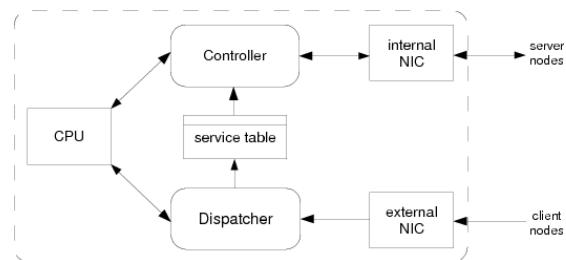 Controller
internal
NIC
server
nodes
CPU
service table
Dispatcher
external
NIC
client
nodes